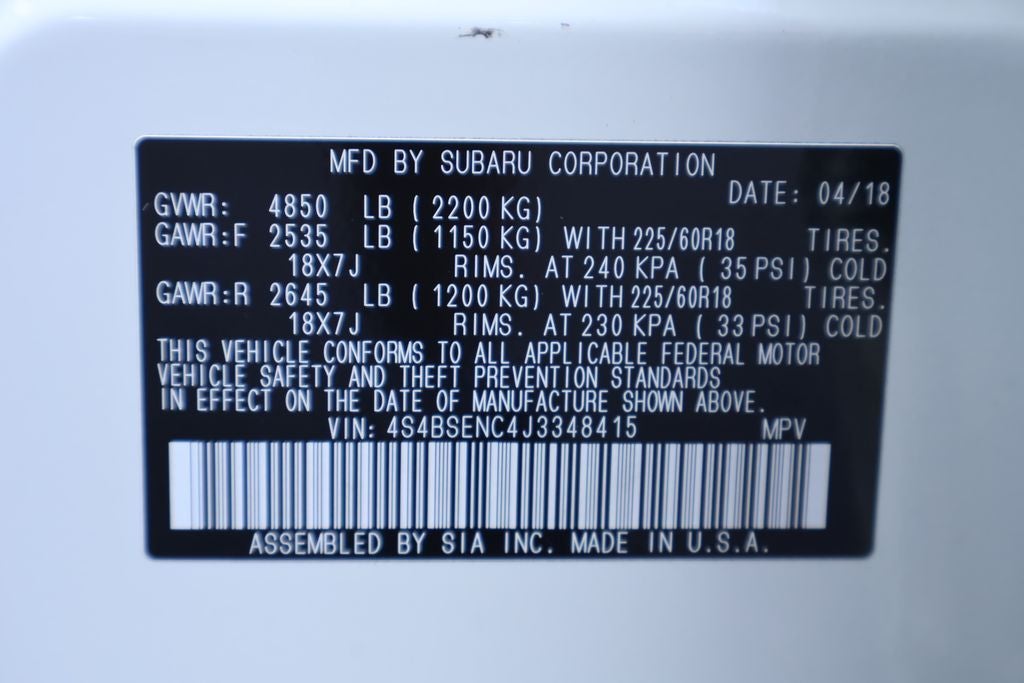 MFD BY SUBARU CORPORATION
DATE: 04/18
GVWR: 4850 LB (2200 KG)
GAWR:F 2535 LB (1150 KG) WITH 225/60R18 TIRES.
18X7J RIMS. AT 240 KPA (35 PSI) COLD
GAWR:R 2645 LB (1200 KG) WITH 225/60R18 TIRES.
18X7J RIMS. AT 230 KPA (33 PSI) COLD
THIS VEHICLE CONFORMS TO ALL APPLICABLE FEDERAL MOTOR
VEHICLE SAFETY AND THEFT PREVENTION STANDARDS
IN EFFECT ON THE DATE OF MANUFACTURE SHOWN ABOVE.
VIN: 4S4BSENC4J3348415 MPV
ASSEMBLED BY SIA INC. MADE IN U.S.A.